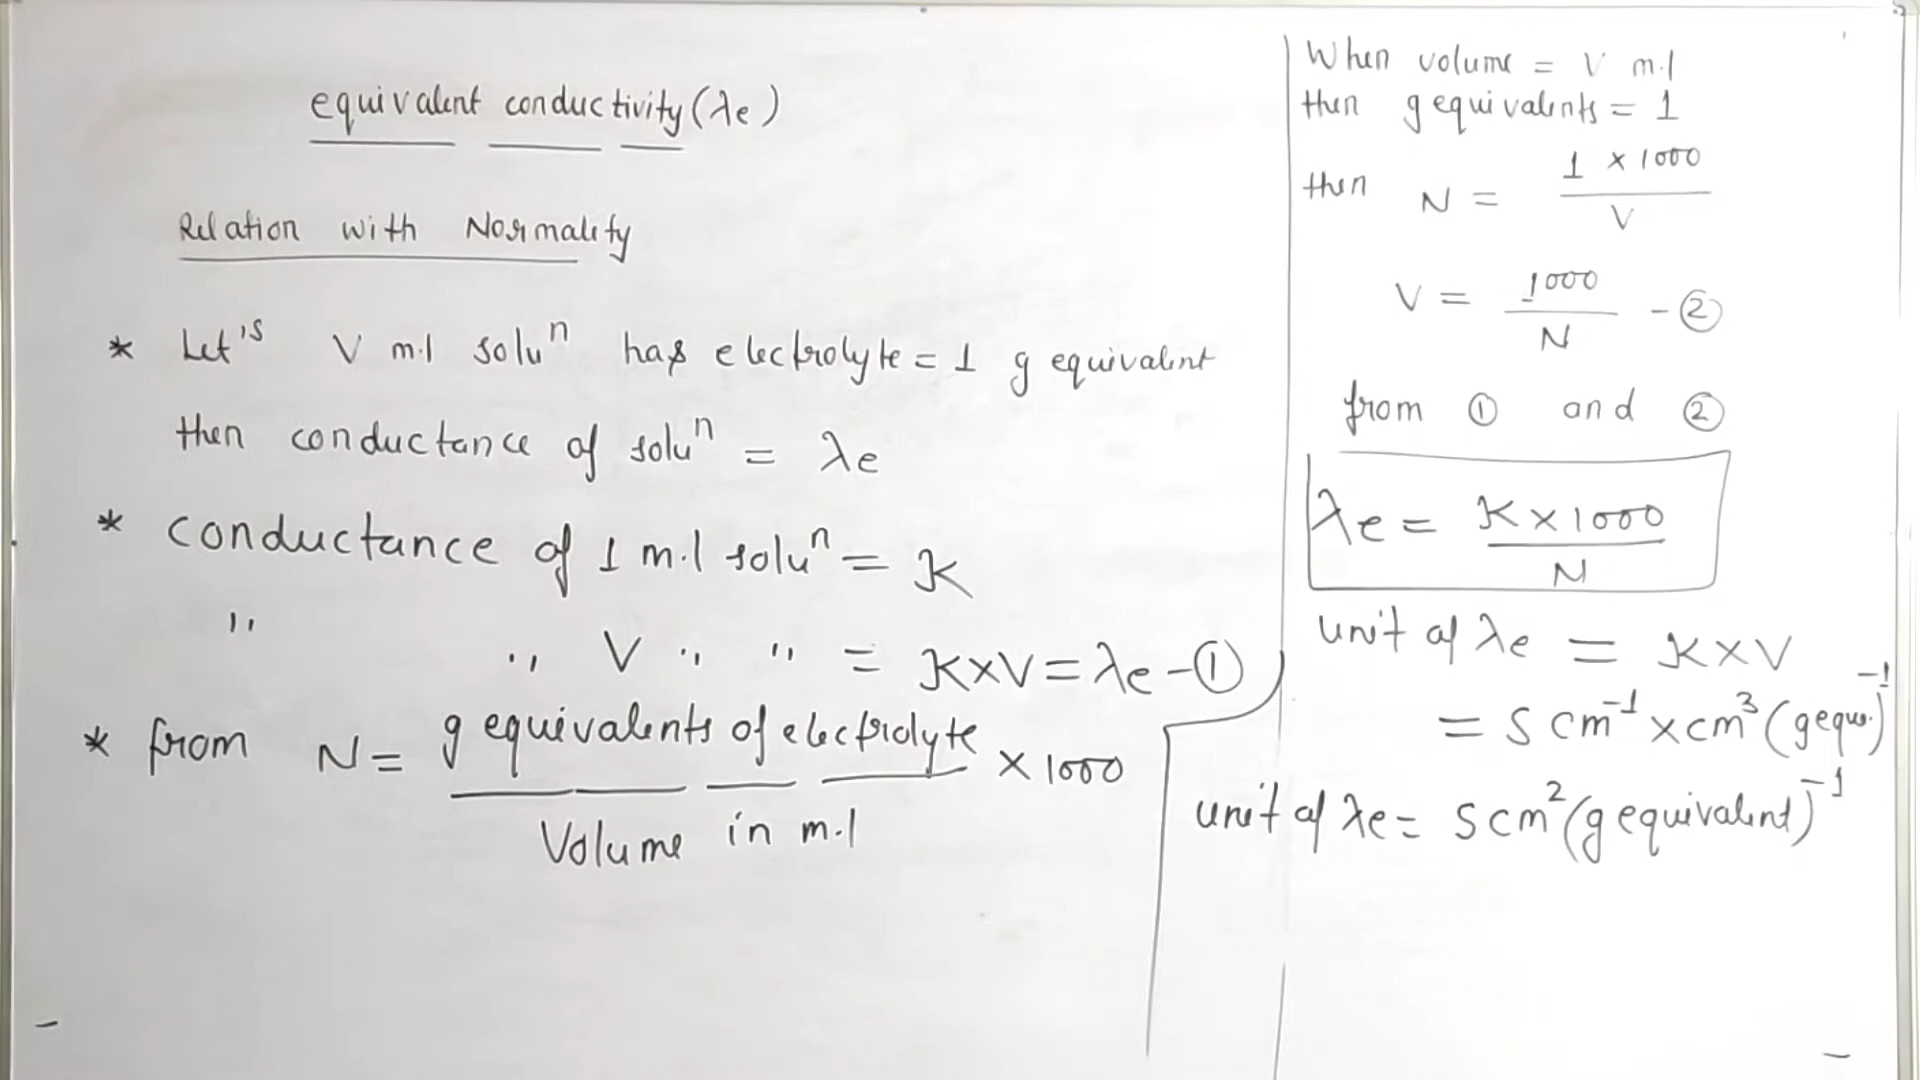 equivalent conductivity (λe)
Relation with Normality
* Let's V m.l soluⁿ has electrolyte = 1 g equivalent
then conductance of soluⁿ = λe
* conductance of 1 m.l soluⁿ = K
" ,, V ,, " = K×V = λe - ①
* from N = g equivalents of electrolyte × 1000
Volume in m.l
When volume = V m.l
then g equivalents = 1
then N = 1 × 1000
V
V = 1000 - ②
N
from ① and ②
λe = K × 1000
N
unit of λe = K×V
= S cm⁻¹ × cm³ (g equi.)⁻¹
unit of λe = S cm² (g equivalent)⁻¹